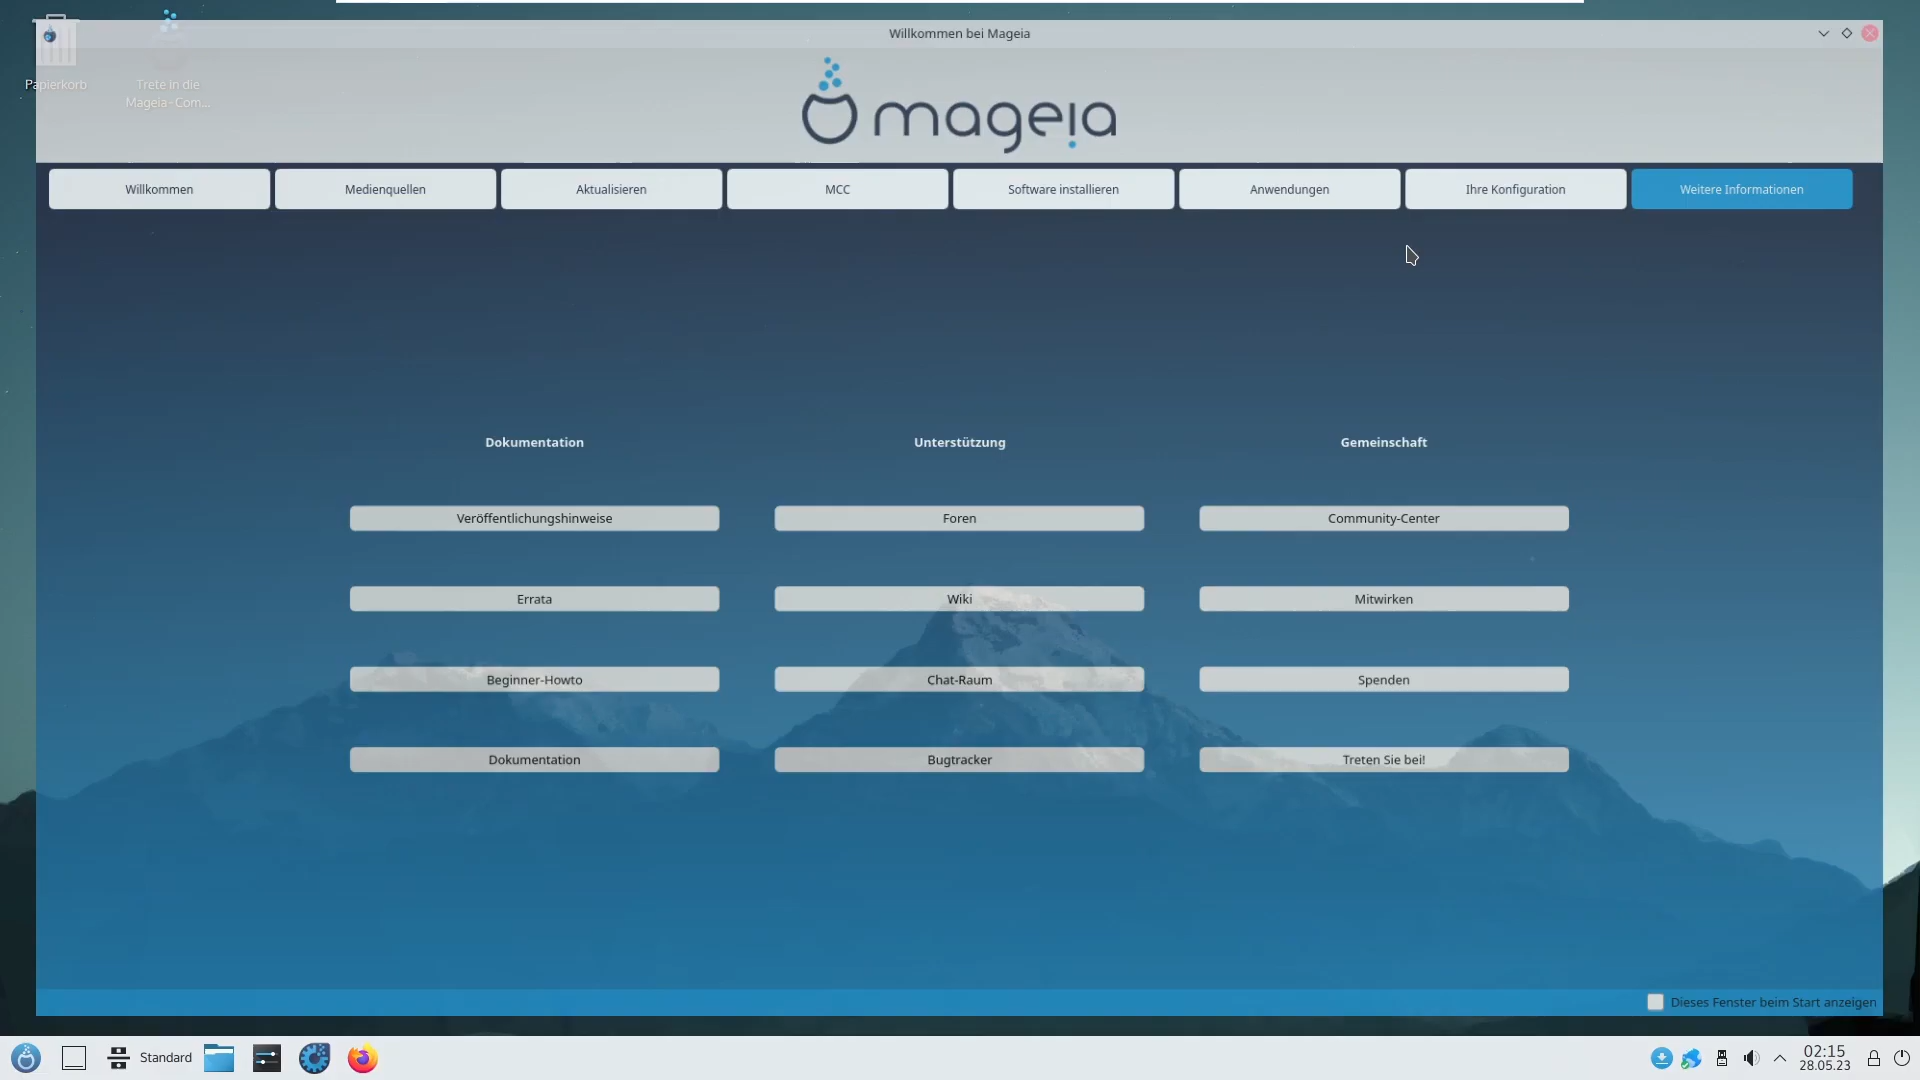 Willkommen bei Mageia
Papierkorb
Trete in die
Mageia-Com...
mageia
Willkommen
Medienquellen
Aktualisieren
MCC
Software installieren
Anwendungen
Ihre Konfiguration
Weitere Informationen
Dokumentation
Unterstützung
Gemeinschaft
Veröffentlichungshinweise
Foren
Community-Center
Errata
Wiki
Mitwirken
Beginner-Howto
Chat-Raum
Spenden
Dokumentation
Bugtracker
Treten Sie bei!
Dieses Fenster beim Start anzeigen
Standard
02:15
28.05.23